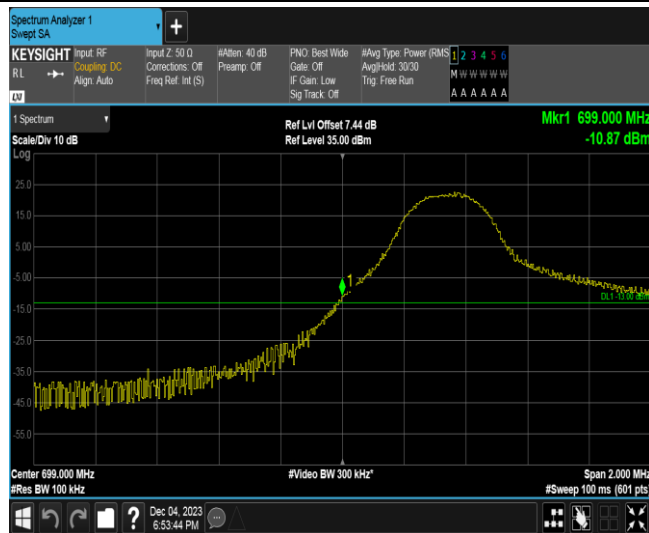 Spectrum Analyzer 1
Swept SA
+
KEYSIGHT
RL
Input: RF
Coupling: DC
Align: Auto
Input Z: 50 Ω
Corrections: Off
Freq Ref: Int (S)
#Atten: 40 dB
Preamp: Off
PNO: Best Wide
Gate: Off
IF Gain: Low
Sig Track: Off
#Avg Type: Power (RMS
Avg|Hold: 30/30
Trig: Free Run
1 2 3 4 5 6
M W W W W W
A A A A A A
LXI
1 Spectrum
Scale/Div 10 dB
Log
Ref Lvl Offset 7.44 dB
Ref Level 35.00 dBm
Mkr1 699.000 MHz
-10.87 dBm
25.0
15.0
5.00
-5.00
-15.0
-25.0
-35.0
-45.0
-55.0
1
DL1 -13.00 dBm
Center 699.000 MHz
#Res BW 100 kHz
#Video BW 300 kHz*
Span 2.000 MHz
#Sweep 100 ms (601 pts)
?
Dec 04, 2023
6:53:44 PM